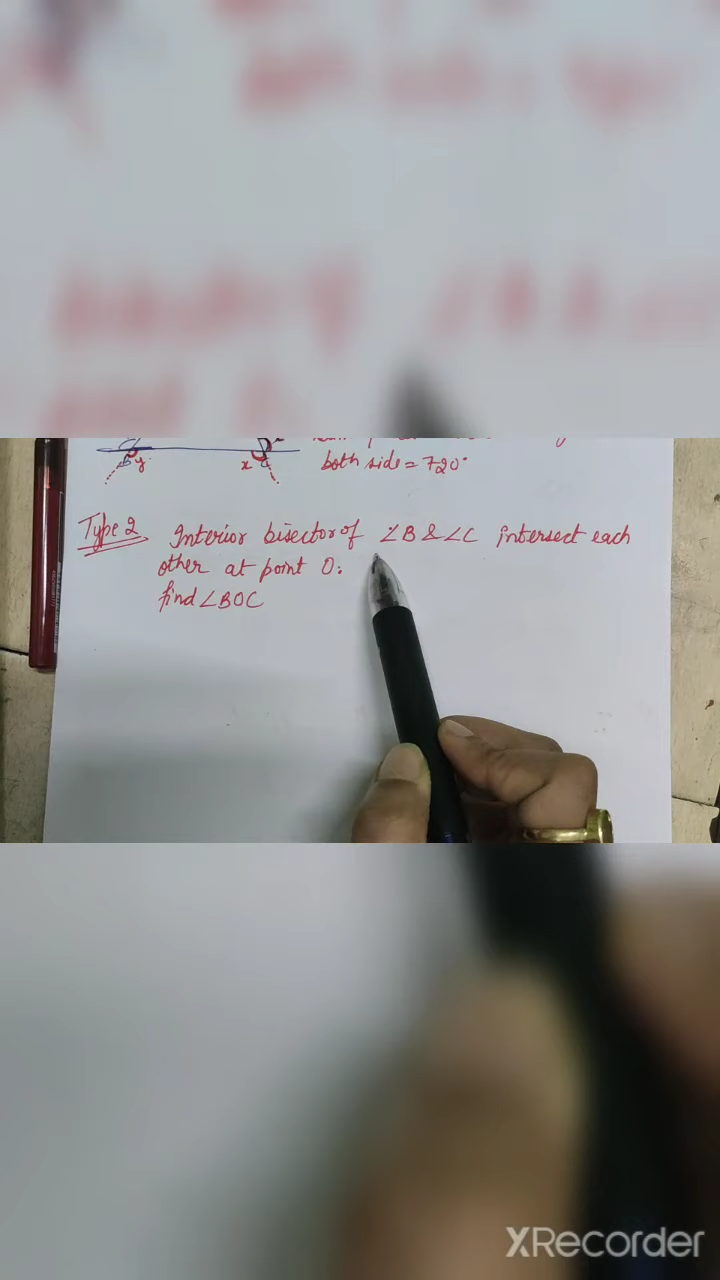 y x both side = 720°
Type 2 Interior bisector of ∠B & ∠C intersect each
other at point O.
find ∠BOC
XRecorder